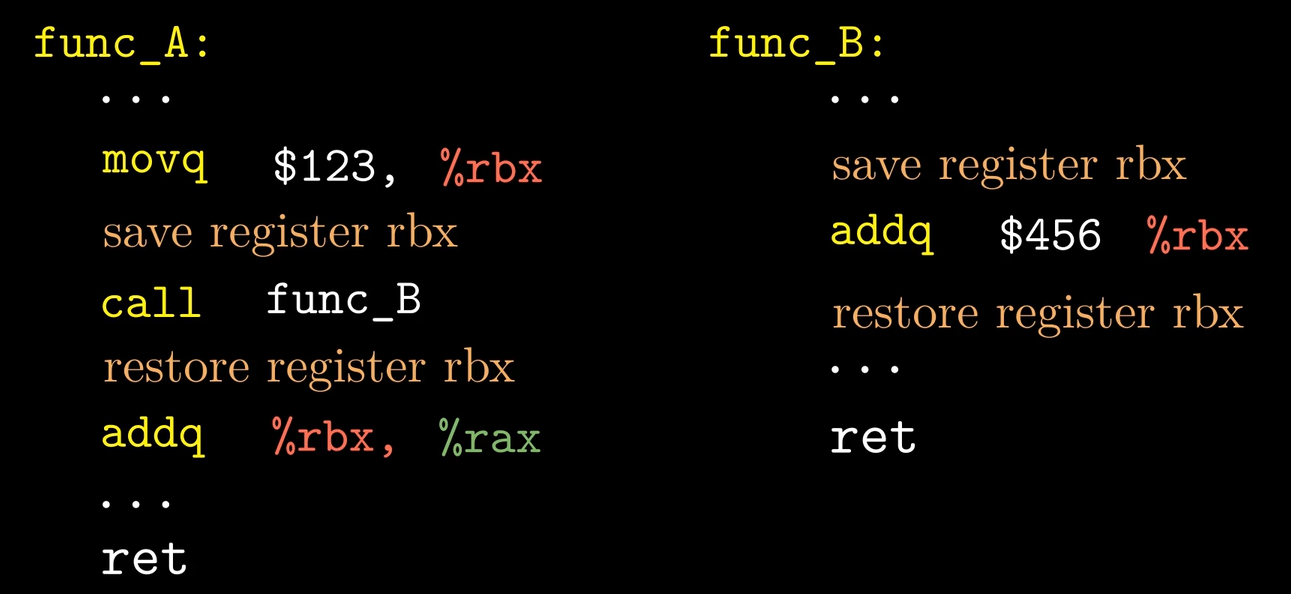 func_A:
...
movq $123, %rbx
save register rbx
call func_B
restore register rbx
addq %rbx, %rax
...
ret
func_B:
...
save register rbx
addq $456 %rbx
restore register rbx
...
ret